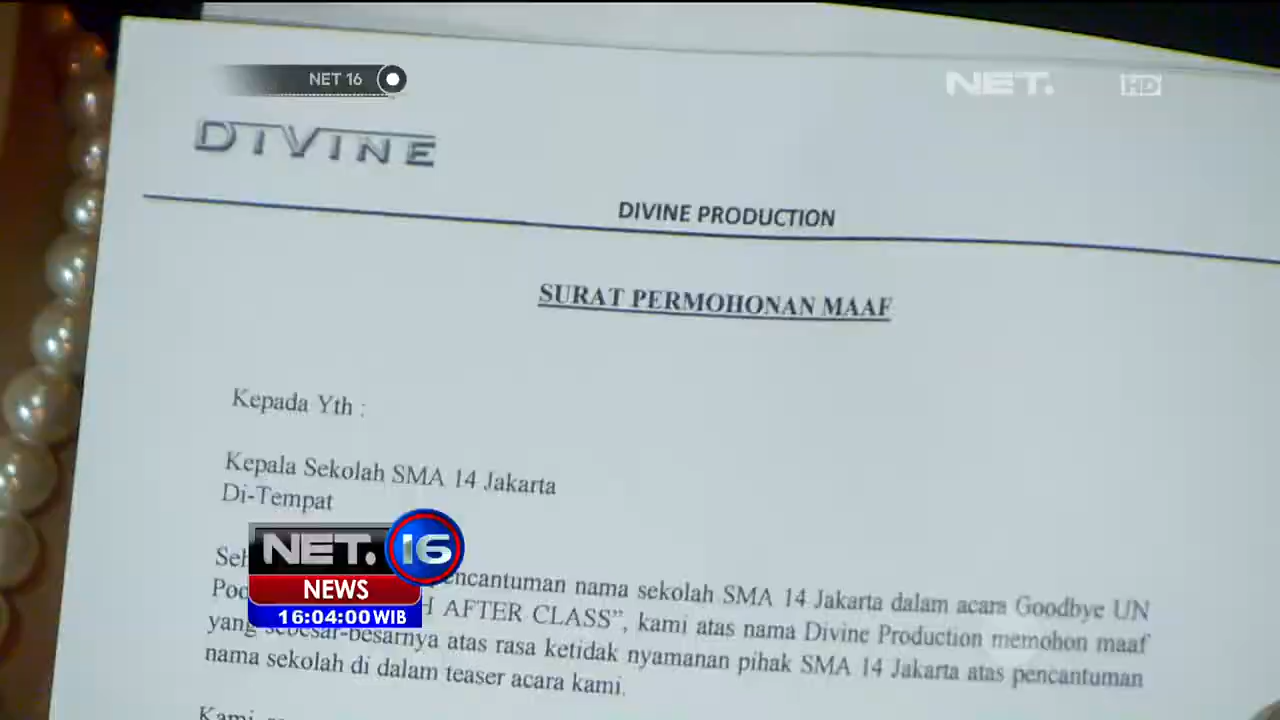 NET 16
NET. HD
DIVINE
DIVINE PRODUCTION
SURAT PERMOHONAN MAAF
Kepada Yth :
Kepala Sekolah SMA 14 Jakarta
Di-Tempat
pencantuman nama sekolah SMA 14 Jakarta dalam acara Goodbye UN
AFTER CLASS”, kami atas nama Divine Production memohon maaf
yang sebesar-besarnya atas rasa ketidak nyamanan pihak SMA 14 Jakarta atas pencantuman
nama sekolah di dalam teaser acara kami.
Kami
NET. 16
NEWS
16:04:00 WIB